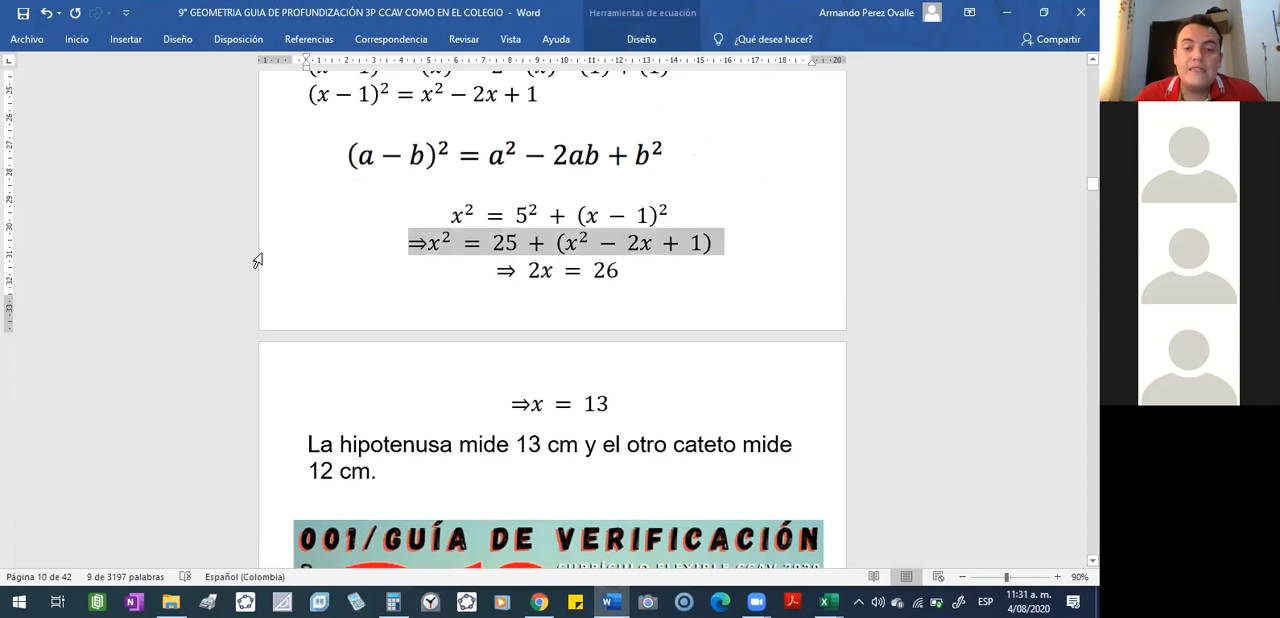 9° GEOMETRIA GUIA DE PROFUNDIZACIÓN 3P CCAV COMO EN EL COLEGIO - Word
Herramientas de ecuación
Armando Perez Ovalle
Archivo Inicio Insertar Diseño Disposición Referencias Correspondencia Revisar Vista Ayuda Diseño ¿Qué desea hacer? Compartir
(x − 1)² = x² − 2x + 1
(a − b)² = a² − 2ab + b²
x² = 5² + (x − 1)²
⇒x² = 25 + (x² − 2x + 1)
⇒ 2x = 26
⇒x = 13
La hipotenusa mide 13 cm y el otro cateto mide
12 cm.
001/GUÍA DE VERIFICACIÓN
Página 10 de 42 9 de 3197 palabras Español (Colombia) 90%
ESP
11:31 a. m.
4/08/2020